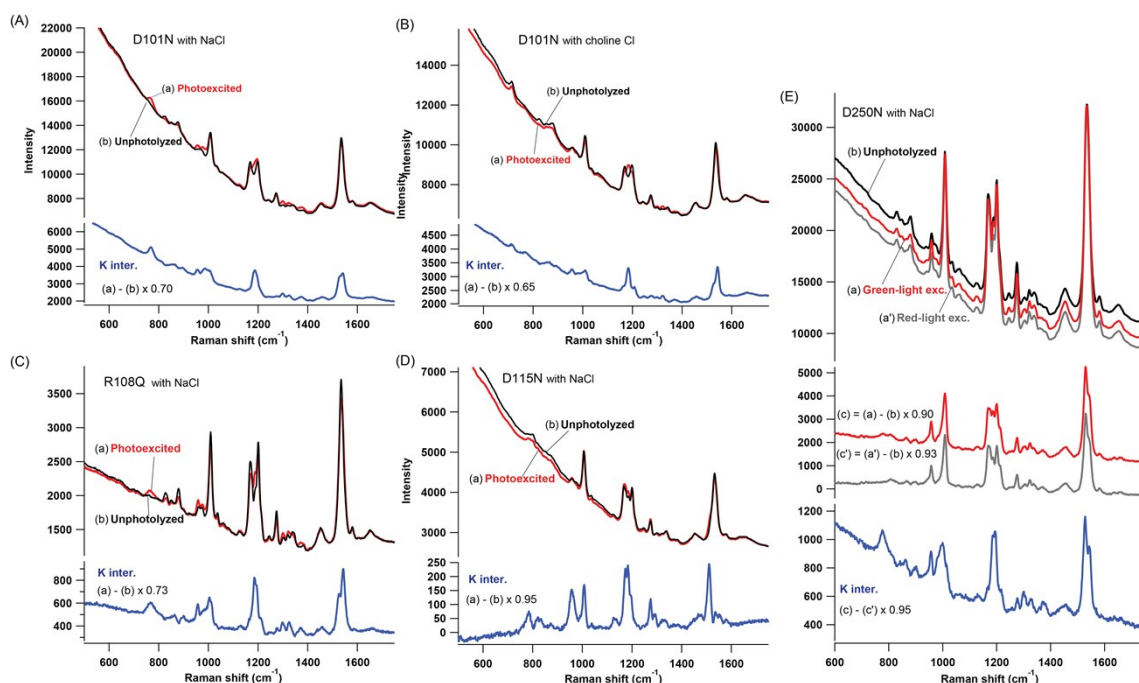 (A)
D101N with NaCl
(a) Photoexcited
(b) Unphotolyzed
Intensity
22000
20000
18000
16000
14000
12000
10000
8000
6000
5000
4000
3000
2000
K inter.
(a) - (b) x 0.70
600 800 1000 1200 1400 1600
Raman shift (cm-1)
(B)
D101N with choline Cl
(b) Unphotolyzed
(a) Photoexcited
Intensity
14000
12000
10000
8000
Intensity
4500
4000
3500
3000
2500
2000
K inter.
(a) - (b) x 0.65
600 800 1000 1200 1400 1600
Raman shift (cm-1)
(C)
R108Q with NaCl
(a) Photoexcited
(b) Unphotolyzed
3500
3000
2500
2000
1500
800
600
400
K inter.
(a) - (b) x 0.73
600 800 1000 1200 1400 1600
Raman shift (cm-1)
(D)
D115N with NaCl
(b) Unphotolyzed
(a) Photoexcited
Intensity
7000
6000
5000
4000
3000
250
200
150
100
50
0
K inter.
(a) - (b) x 0.95
600 800 1000 1200 1400 1600
Raman shift (cm-1)
(E)
D250N with NaCl
(b) Unphotolyzed
(a) Green-light exc.
(a') Red-light exc.
30000
25000
20000
15000
10000
5000
4000
3000
2000
1000
0
(c) = (a) - (b) x 0.90
(c') = (a') - (b) x 0.93
1200
1000
800
600
400
K inter.
(c) - (c') x 0.95
600 800 1000 1200 1400 1600
Raman shift (cm-1)